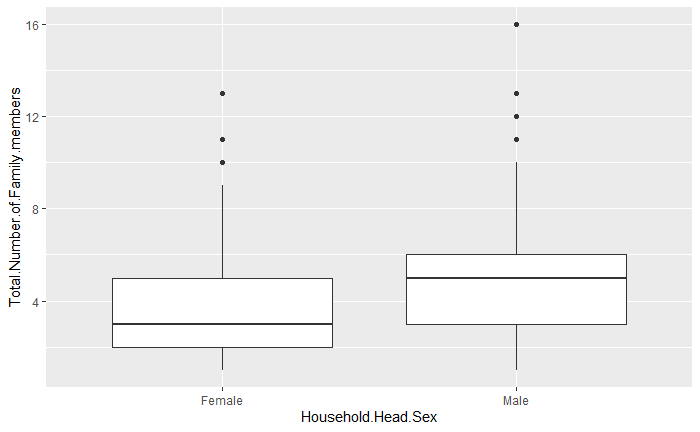 Total.Number.of.Family.members
16
12
8
4
Female Male
Household.Head.Sex